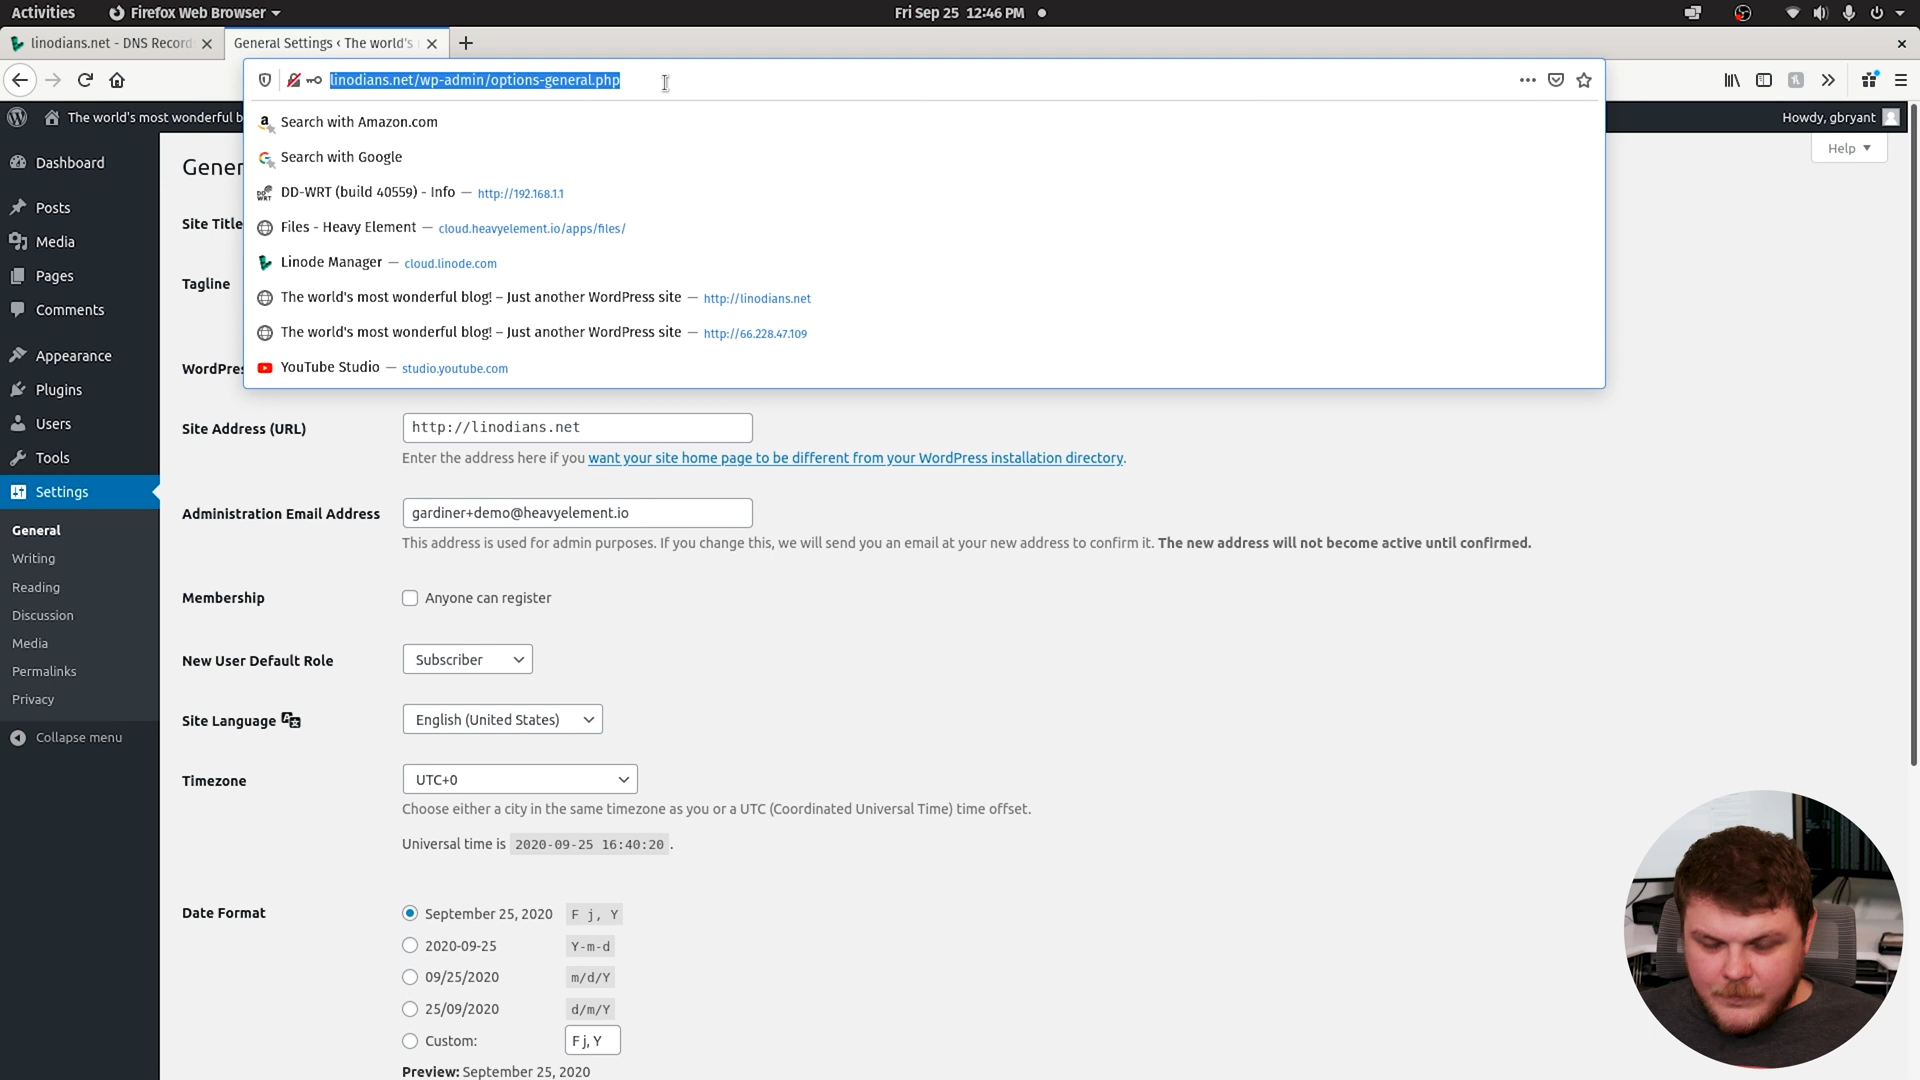 Activities Firefox Web Browser Fri Sep 25 12:46 PM
linodians.net - DNS Record General Settings ‹ The world's
linodians.net/wp-admin/options-general.php
The world's most wonderful b Howdy, gbryant
Search with Amazon.com
Search with Google
DD-WRT (build 40559) - Info — http://192.168.1.1
Files - Heavy Element — cloud.heavyelement.io/apps/files/
Linode Manager — cloud.linode.com
The world's most wonderful blog! – Just another WordPress site — http://linodians.net
The world's most wonderful blog! – Just another WordPress site — http://66.228.47.109
YouTube Studio — studio.youtube.com
Help
Dashboard
Posts
Media
Pages
Comments
Appearance
Plugins
Users
Tools
Settings
General
Writing
Reading
Discussion
Media
Permalinks
Privacy
Collapse menu
Gener
Site Title
Tagline
WordPres
Site Address (URL) http://linodians.net
Enter the address here if you want your site home page to be different from your WordPress installation directory.
Administration Email Address gardiner+demo@heavyelement.io
This address is used for admin purposes. If you change this, we will send you an email at your new address to confirm it. The new address will not become active until confirmed.
Membership Anyone can register
New User Default Role Subscriber
Site Language English (United States)
Timezone UTC+0
Choose either a city in the same timezone as you or a UTC (Coordinated Universal Time) time offset.
Universal time is 2020-09-25 16:40:20 .
Date Format September 25, 2020 F j, Y
2020-09-25 Y-m-d
09/25/2020 m/d/Y
25/09/2020 d/m/Y
Custom: F j, Y
Preview: September 25, 2020